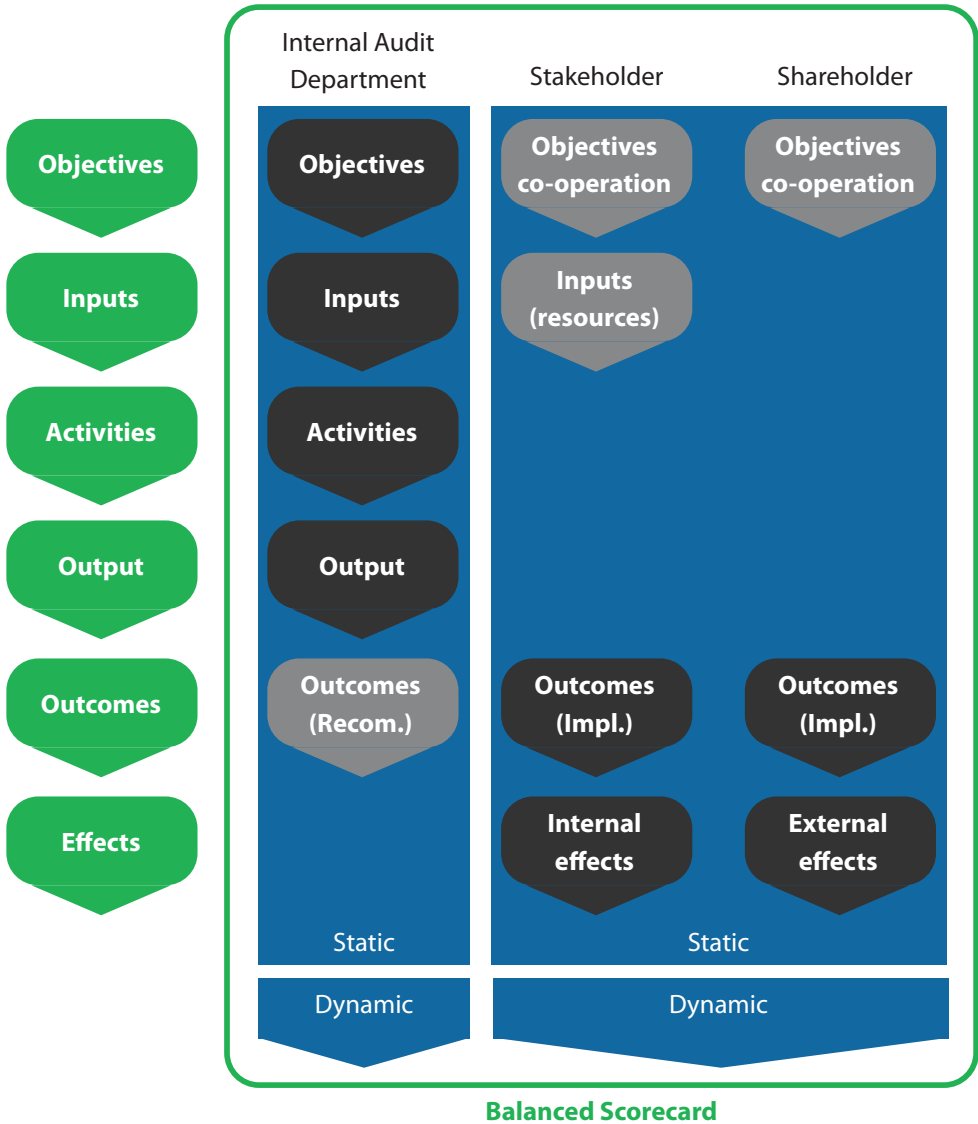 Internal Audit
Department
Stakeholder
Shareholder
Objectives
Objectives
Objectives
co-operation
Objectives
co-operation
Inputs
Inputs
Inputs
(resources)
Activities
Activities
Output
Output
Outcomes
Outcomes
(Recom.)
Outcomes
(Impl.)
Outcomes
(Impl.)
Effects
Internal
effects
External
effects
Static
Static
Dynamic
Dynamic
Balanced Scorecard